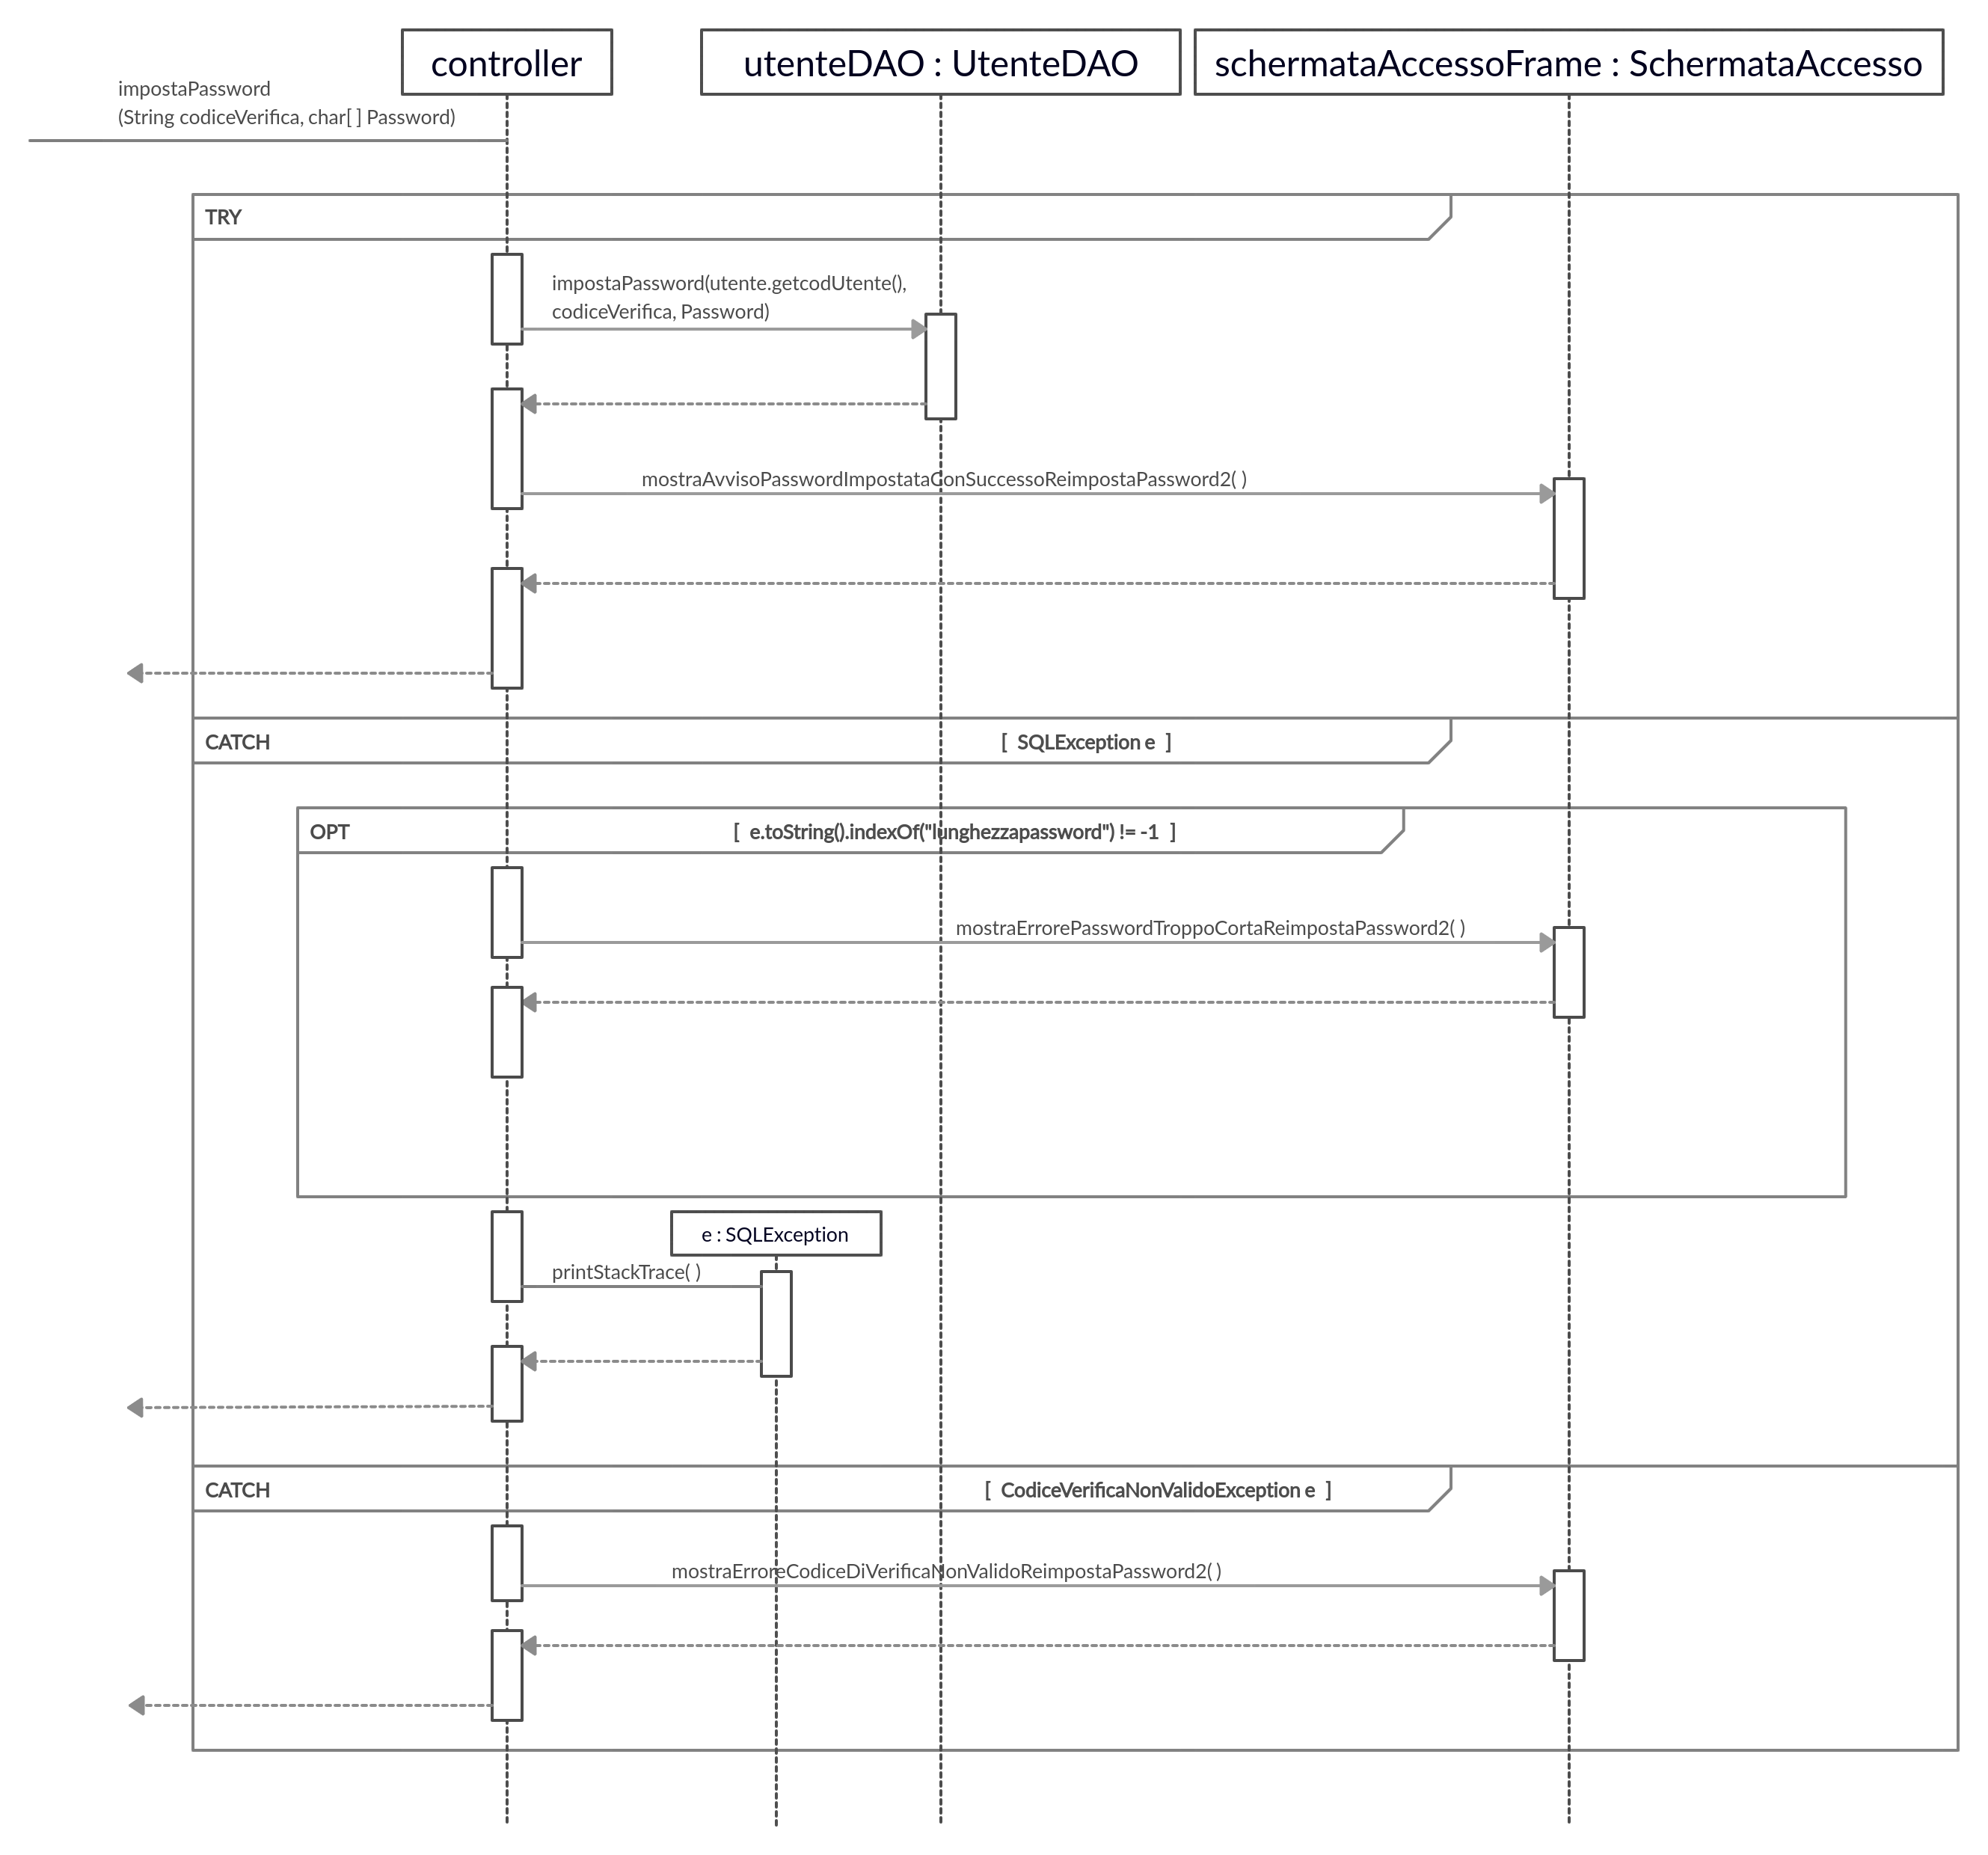 controller
utenteDAO : UtenteDAO
schermataAccessoFrame : SchermataAccesso
impostaPassword
(String codiceVerifica, char[ ] Password)
TRY
impostaPassword(utente.getcodUtente(),
codiceVerifica, Password)
mostraAvvisoPasswordImpostataConSuccessoReimpostaPassword2( )
CATCH [ SQLException e ]
OPT [ e.toString().indexOf("lunghezzapassword") != -1 ]
mostraErrorePasswordTroppoCortaReimpostaPassword2( )
e : SQLException
printStackTrace( )
CATCH [ CodiceVerificaNonValidoException e ]
mostraErroreCodiceDiVerificaNonValidoReimpostaPassword2( )